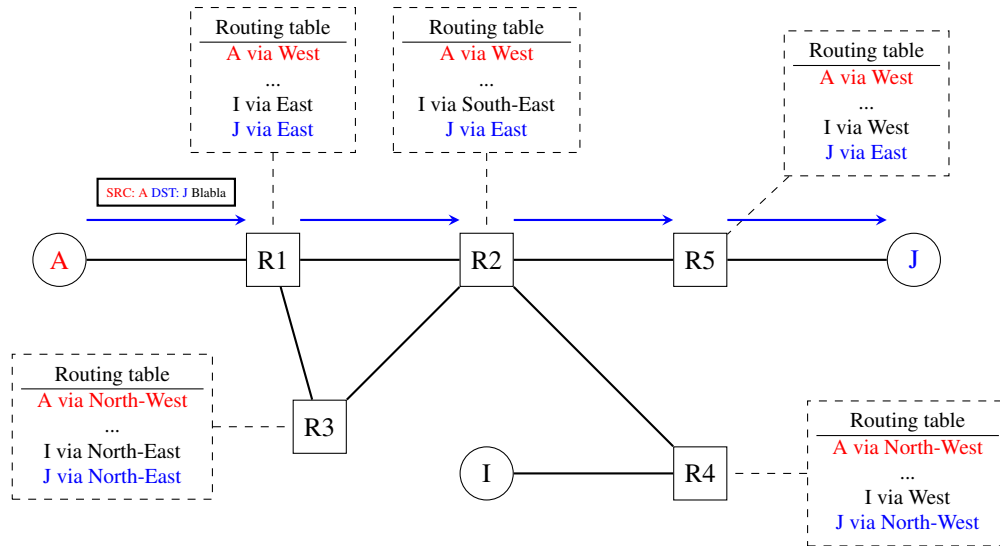 Routing table
A via West
...
I via East
J via East
Routing table
A via West
...
I via South-East
J via East
Routing table
A via West
...
I via West
J via East
SRC: A DST: J Blabla
A
R1
R2
R5
J
Routing table
A via North-West
...
I via North-East
J via North-East
R3
I
R4
Routing table
A via North-West
...
I via West
J via North-West